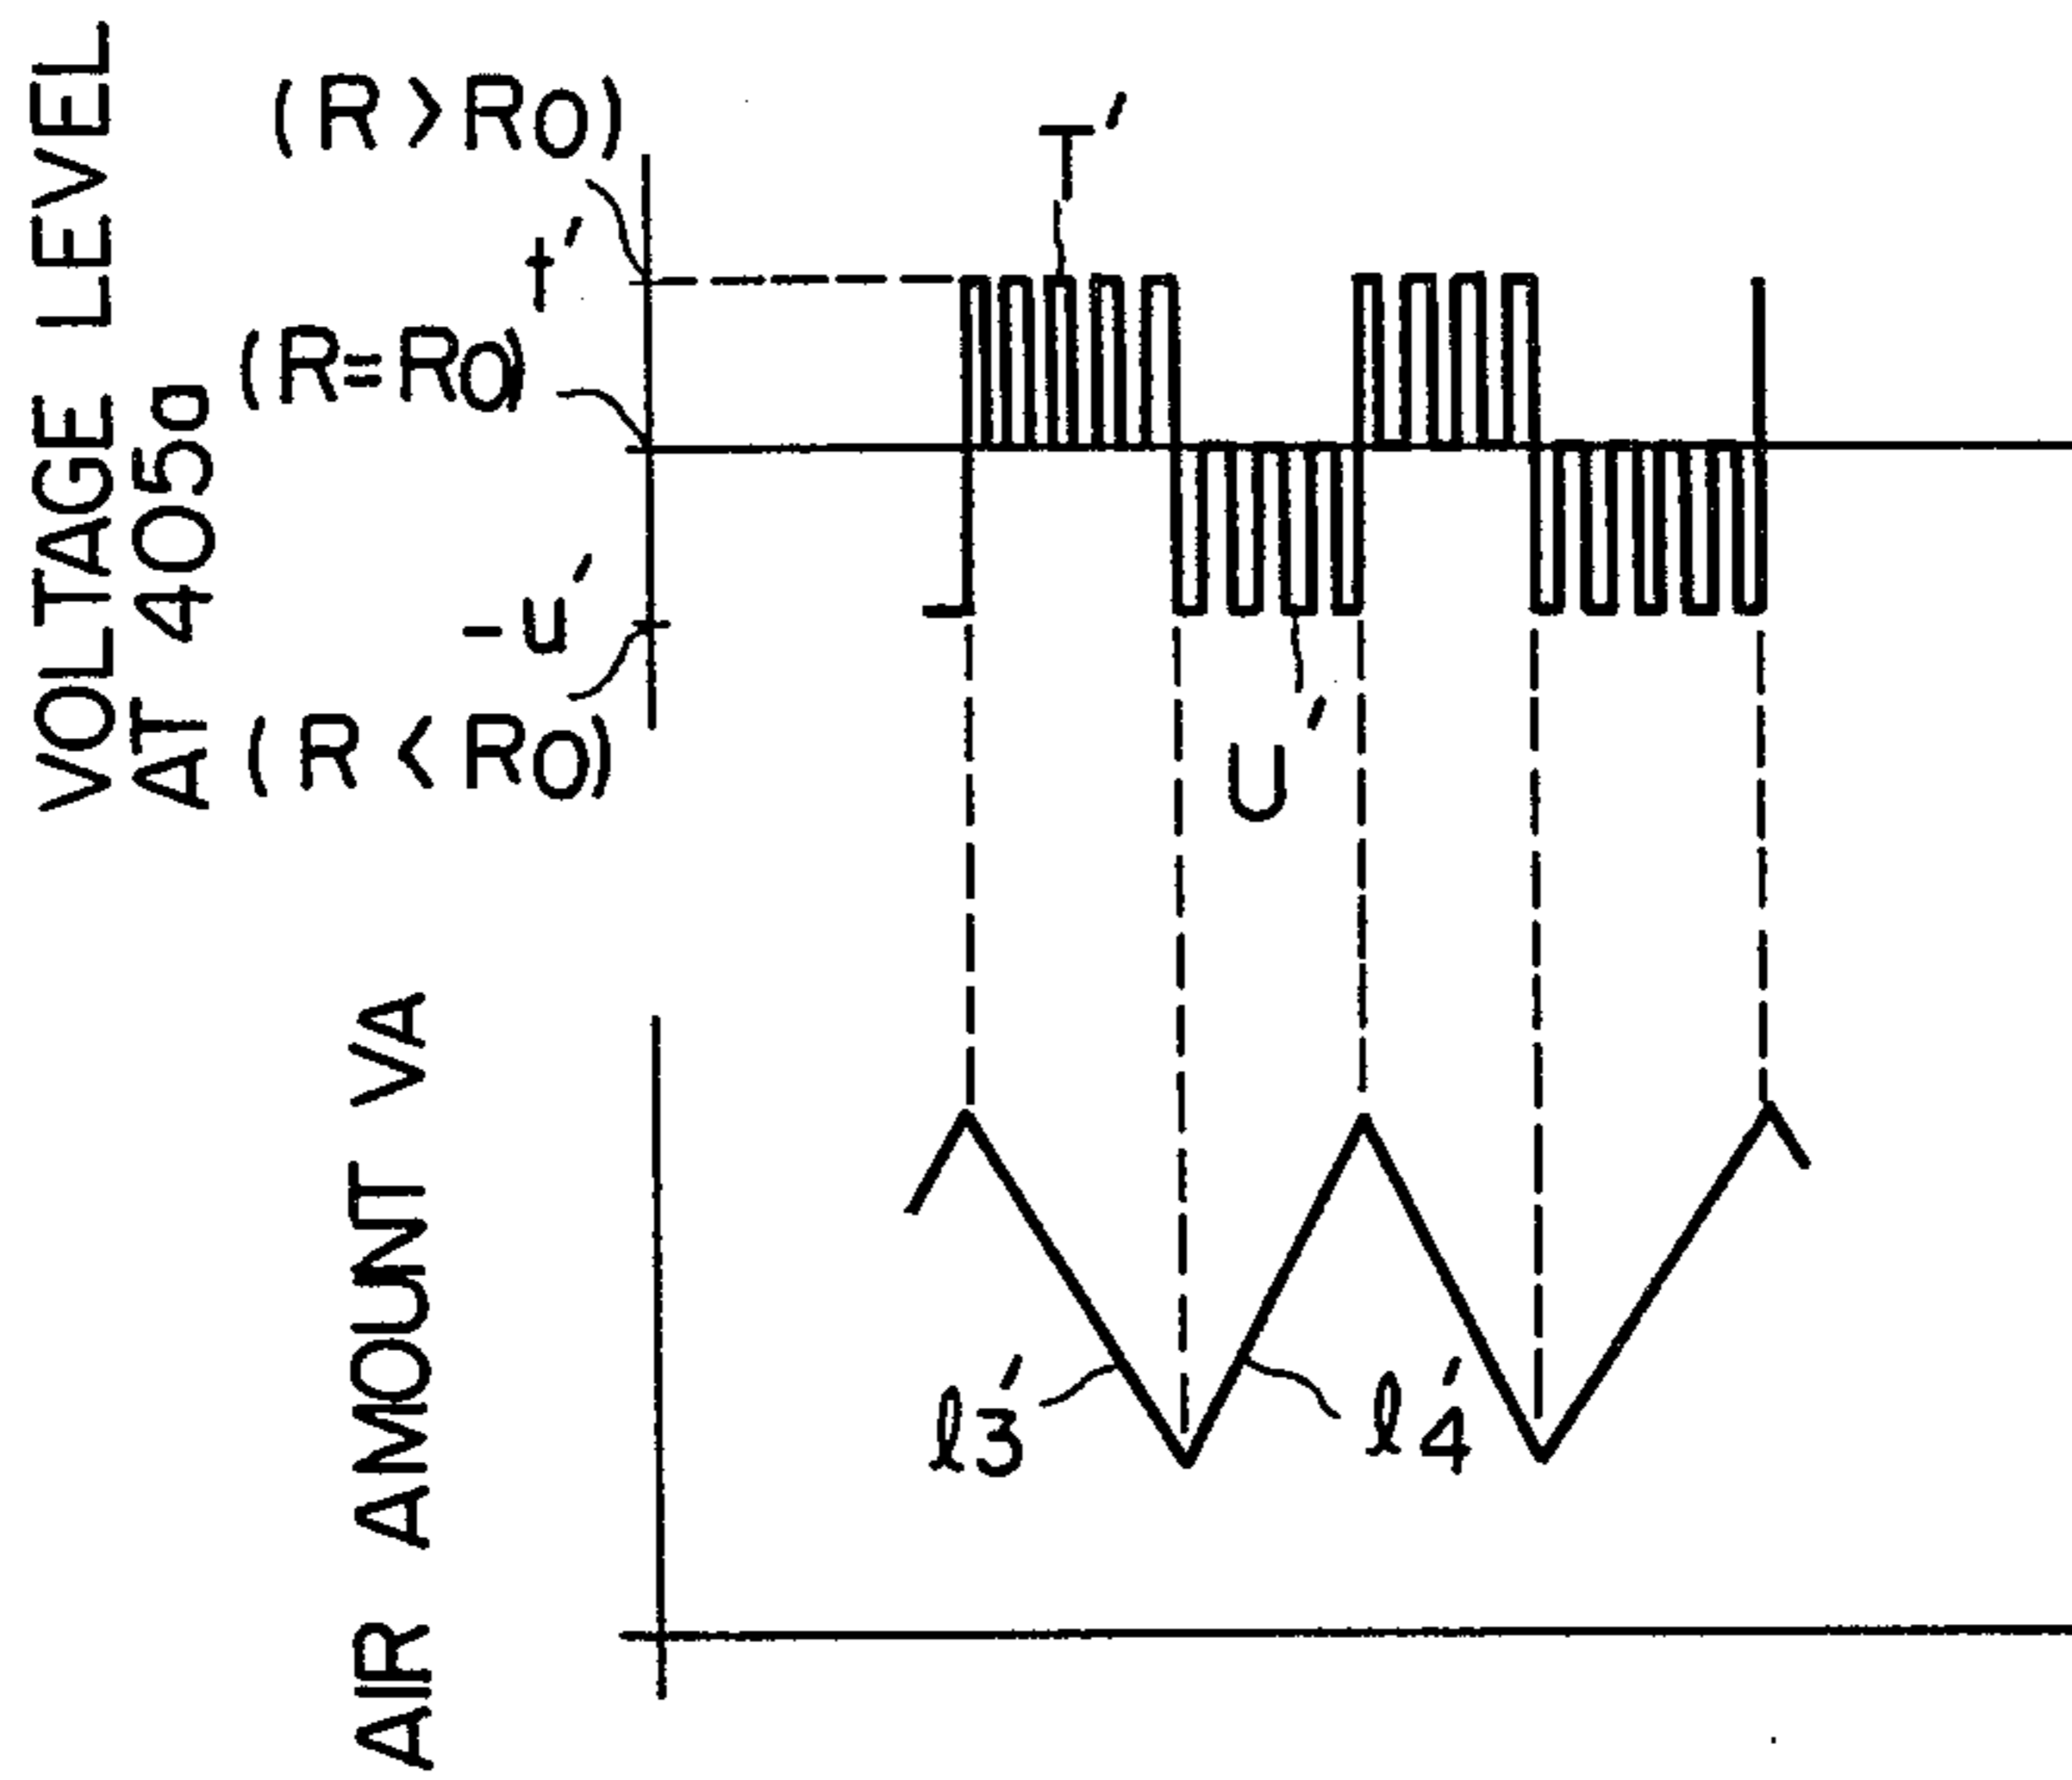 VOLTAGE LEVEL
AT 405a
(R > Ro)
t'
(R = Ro)
-u'
(R < Ro)
T'
U'
AIR AMOUNT VA
ℓ3'
ℓ4'